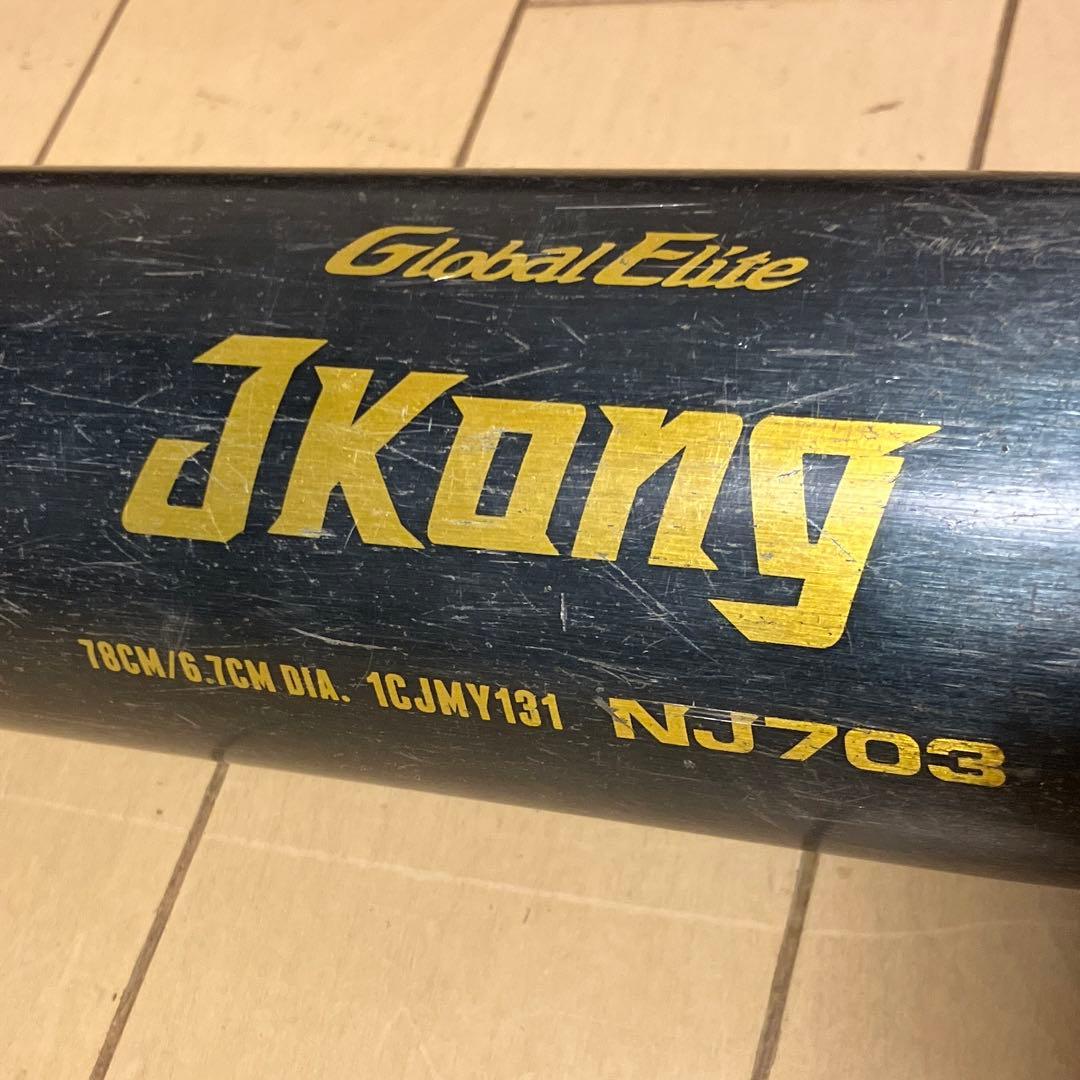 Global Elite
JKong
78CM/6.7CM DIA. 1CJMY131 NJ703